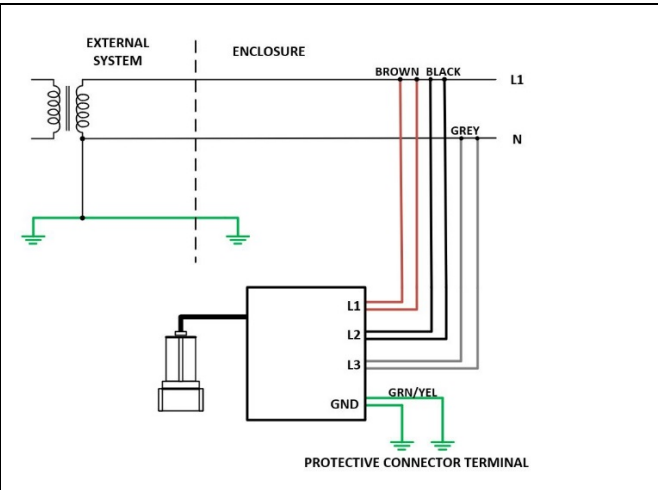 EXTERNAL
SYSTEM
ENCLOSURE
BROWN BLACK
L1
GREY
N
L1
L2
L3
GRN/YEL
GND
PROTECTIVE CONNECTOR TERMINAL